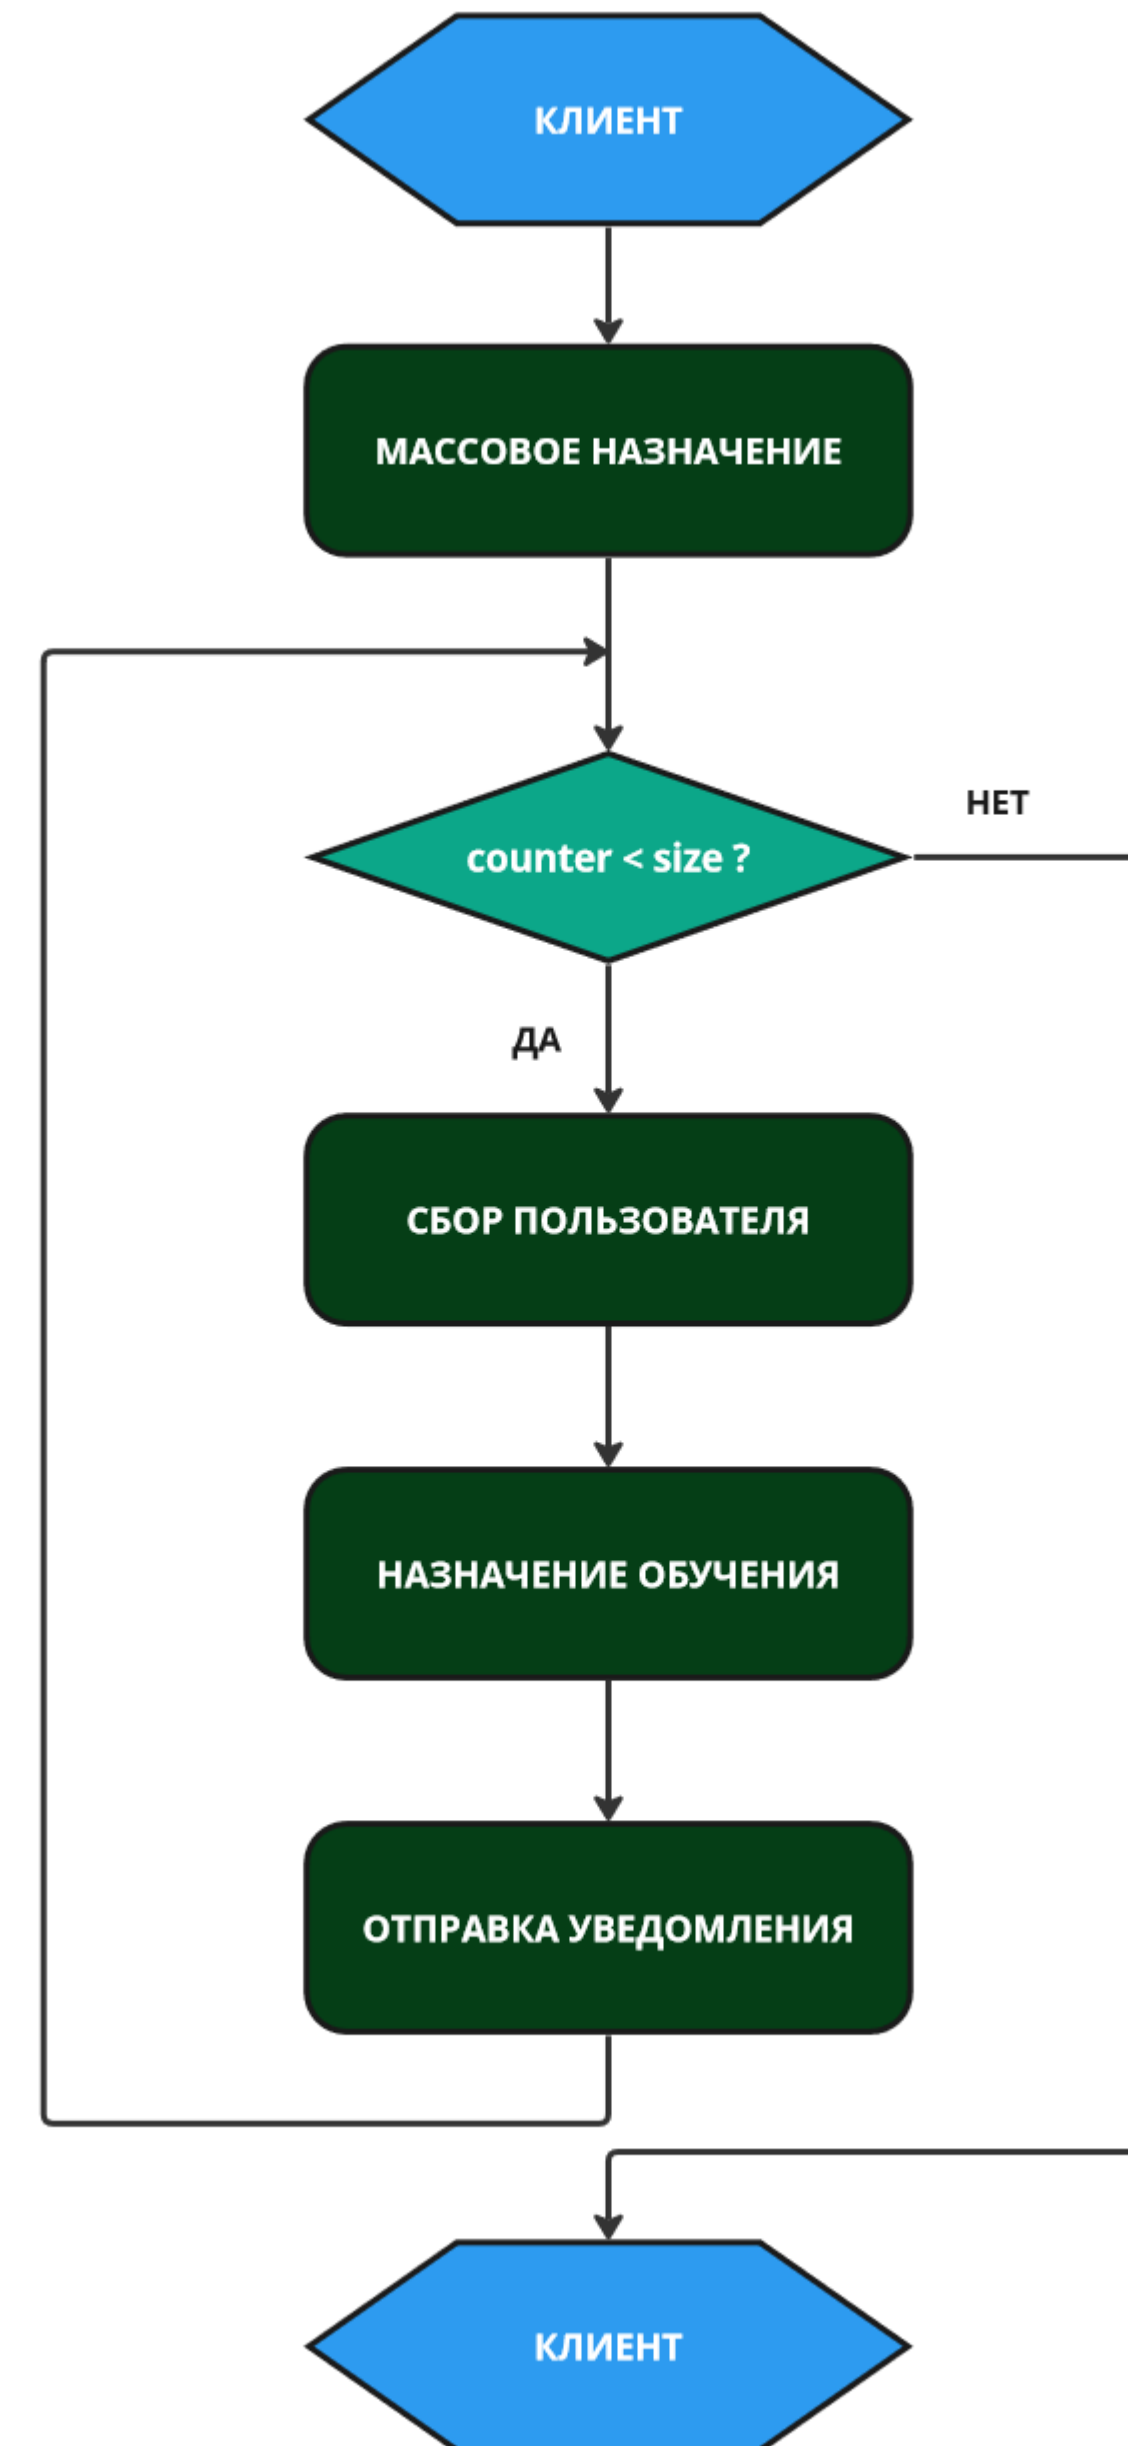 КЛИЕНТ
МАССОВОЕ НАЗНАЧЕНИЕ
counter < size ?
НЕТ
ДА
СБОР ПОЛЬЗОВАТЕЛЯ
НАЗНАЧЕНИЕ ОБУЧЕНИЯ
ОТПРАВКА УВЕДОМЛЕНИЯ
КЛИЕНТ